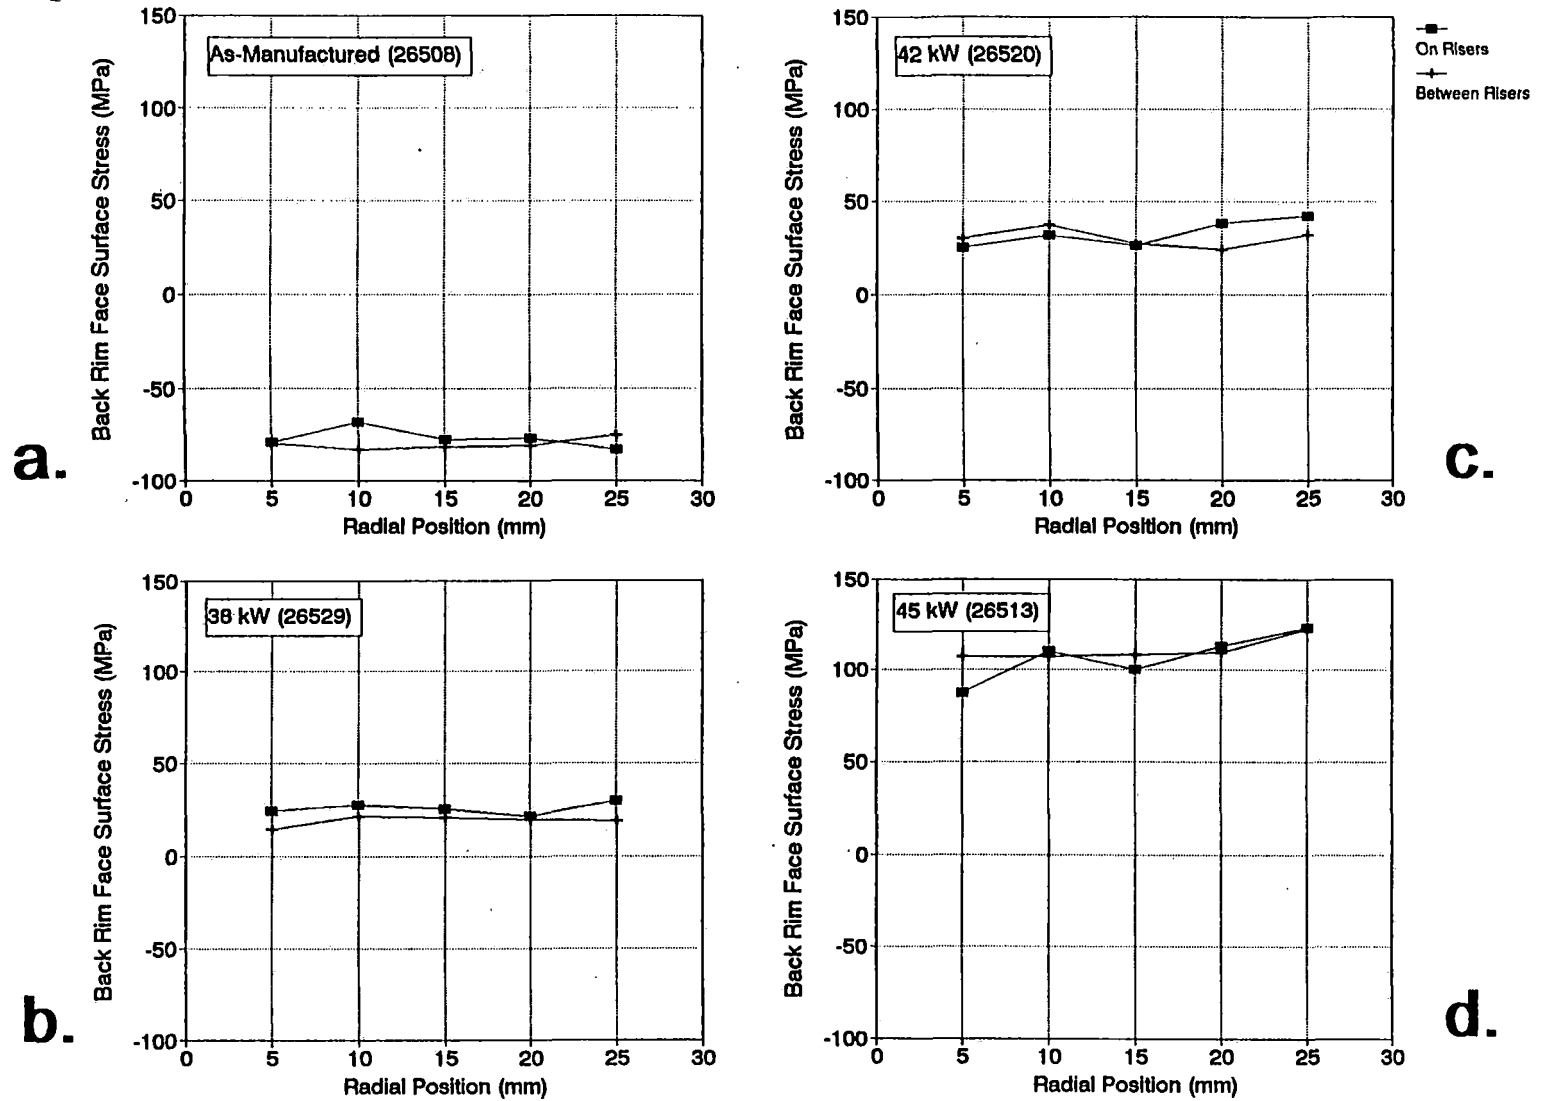 150
100
50
0
-50
-100
Back Rim Face Surface Stress (MPa)
As-Manufactured (26508)
0 5 10 15 20 25 30
Radial Position (mm)
a.
150
100
50
0
-50
-100
Back Rim Face Surface Stress (MPa)
42 kW (26520)
0 5 10 15 20 25 30
Radial Position (mm)
On Risers
Between Risers
c.
150
100
50
0
-50
-100
Back Rim Face Surface Stress (MPa)
38 kW (26529)
0 5 10 15 20 25 30
Radial Position (mm)
b.
150
100
50
0
-50
-100
Back Rim Face Surface Stress (MPa)
45 kW (26513)
0 5 10 15 20 25 30
Radial Position (mm)
d.